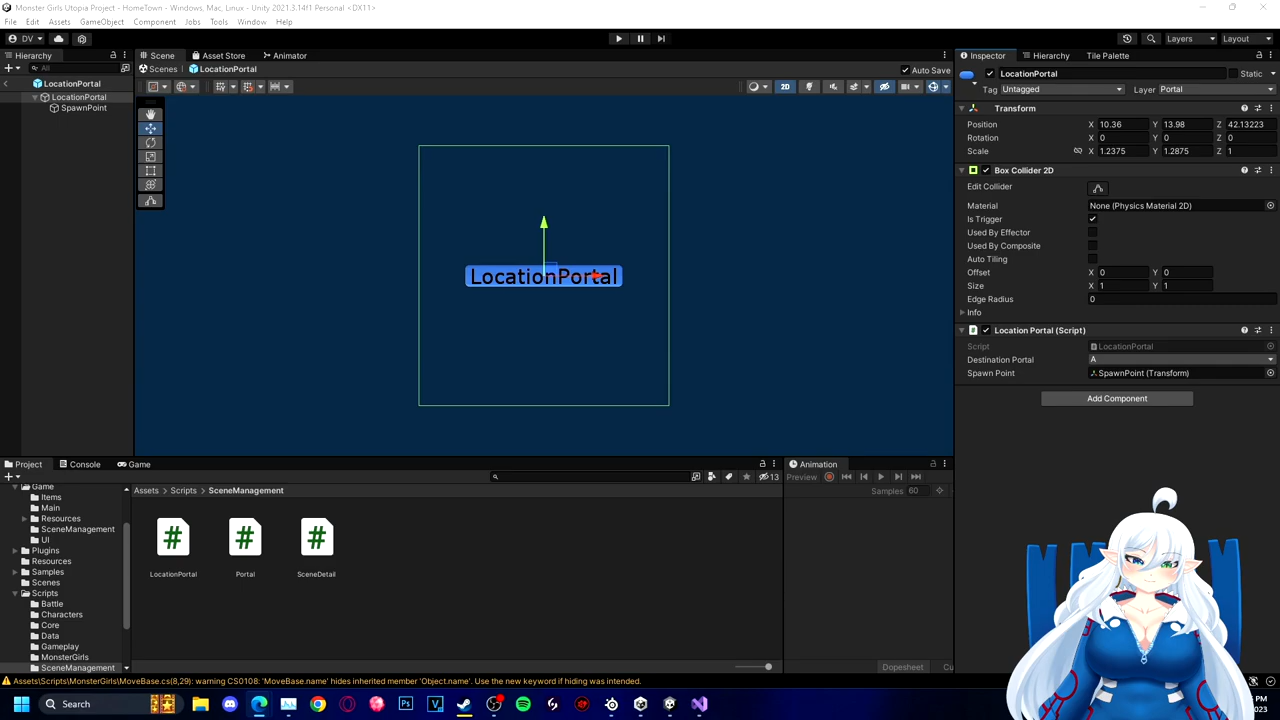 Monster Girls Utopia Project - HomeTown - Windows, Mac, Linux - Unity 2021.3.14f1 Personal <DX11>
File Edit Assets GameObject Component Jobs Tools Window Help
DV
Layers Layout
Hierarchy
Scene Asset Store Animator
Inspector Hierarchy Tile Palette
All
Scenes LocationPortal
Auto Save
LocationPortal
Static
LocationPortal
2D
Tag Untagged Layer Portal
LocationPortal
SpawnPoint
Transform
Position X 10.36 Y 13.98 Z 42.13223
Rotation X 0 Y 0 Z 0
Scale X 1.2375 Y 1.2875 Z 1
Box Collider 2D
Edit Collider
Material None (Physics Material 2D)
Is Trigger
Used By Effector
Used By Composite
Auto Tiling
Offset X 0 Y 0
Size X 1 Y 1
Edge Radius 0
Info
LocationPortal
Location Portal (Script)
Script LocationPortal
Destination Portal A
Spawn Point SpawnPoint (Transform)
Add Component
Project Console Game
Animation
13
Preview
Game
Assets > Scripts > SceneManagement
Samples 60
Items
Main
Resources
SceneManagement
UI
Plugins
Resources
Samples
Scenes
Scripts
Battle
Characters
Core
Data
Gameplay
MonsterGirls
SceneManagement
LocationPortal Portal SceneDetail
Dopesheet Cu
Assets\Scripts\MonsterGirls\MoveBase.cs(8,29): warning CS0108: 'MoveBase.name' hides inherited member 'Object.name'. Use the new keyword if hiding was intended.
Search
PM
2023